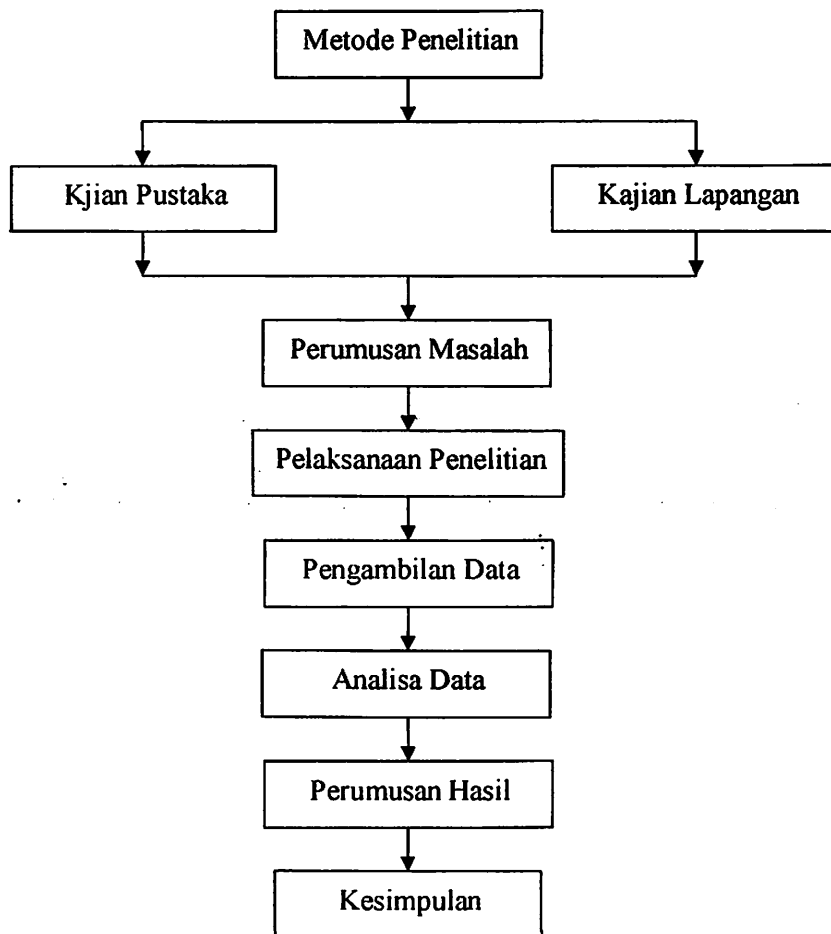 Metode Penelitian
Kjian Pustaka
Kajian Lapangan
Perumusan Masalah
Pelaksanaan Penelitian
Pengambilan Data
Analisa Data
Perumusan Hasil
Kesimpulan